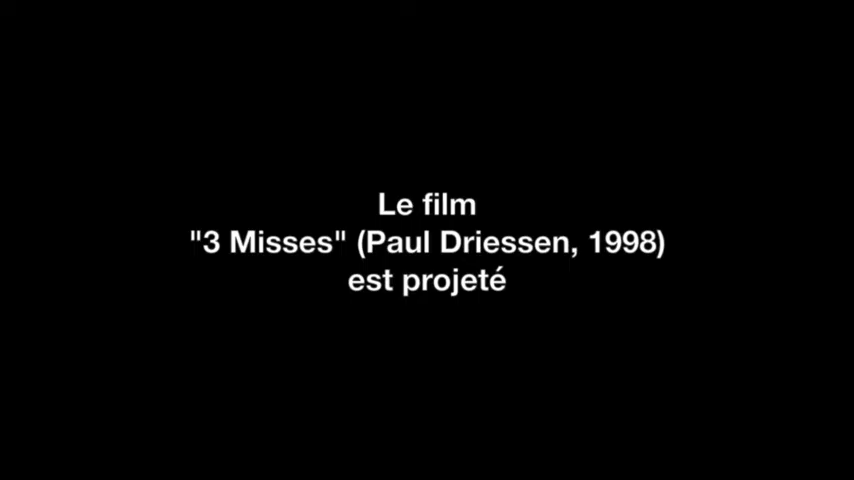 Le film
"3 Misses" (Paul Driessen, 1998)
est projeté